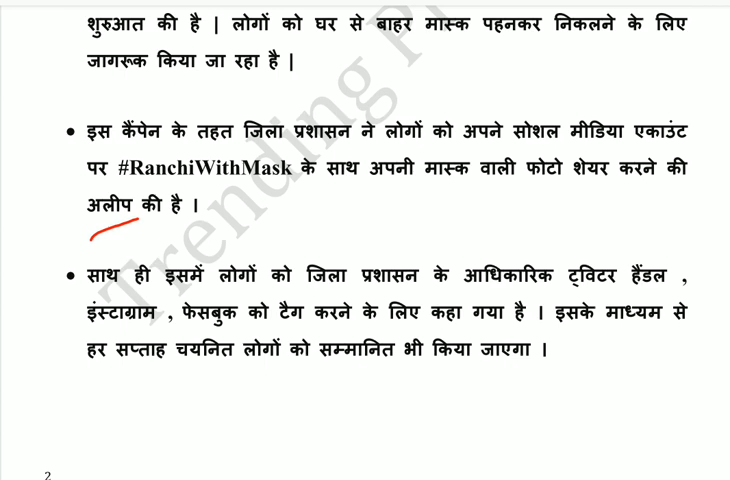 शुरुआत की है | लोगों को घर से बाहर मास्क पहनकर निकलने के लिए
जागरूक किया जा रहा है |
• इस कैंपेन के तहत जिला प्रशासन ने लोगों को अपने सोशल मीडिया एकाउंट
पर #RanchiWithMask के साथ अपनी मास्क वाली फोटो शेयर करने की
अलीप की है ।
• साथ ही इसमें लोगों को जिला प्रशासन के आधिकारिक ट्विटर हैंडल ,
इंस्टाग्राम , फेसबुक को टैग करने के लिए कहा गया है । इसके माध्यम से
हर सप्ताह चयनित लोगों को सम्मानित भी किया जाएगा ।
Trending P
2